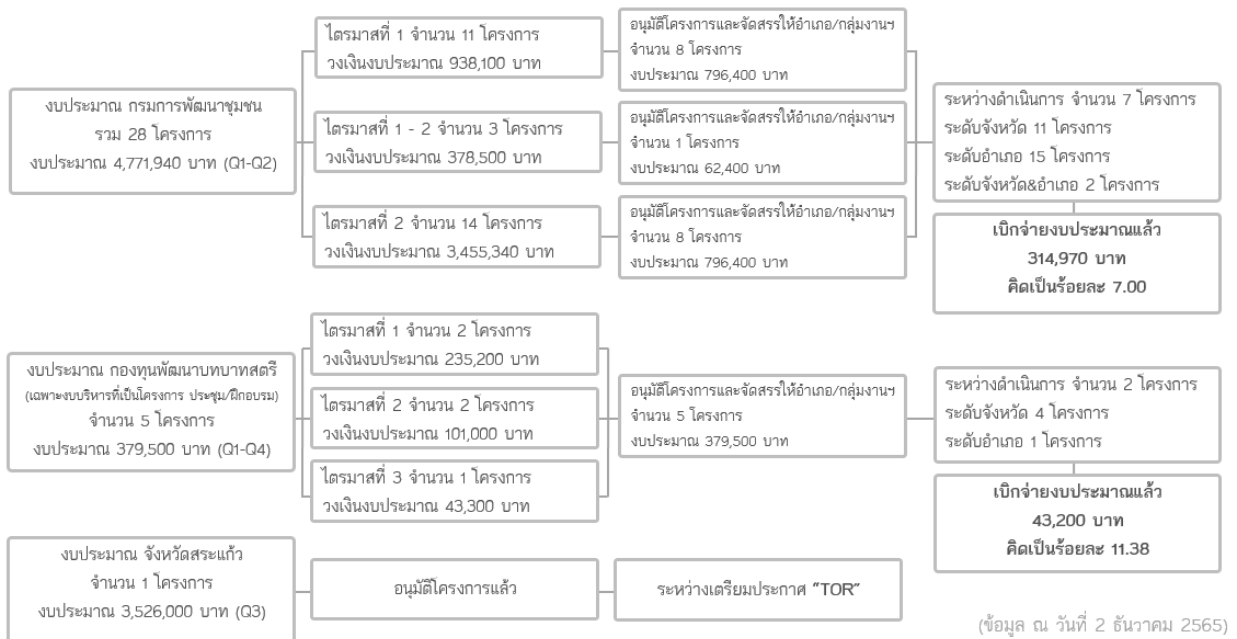 งบประมาณ กรมการพัฒนาชุมชน
รวม 28 โครงการ
งบประมาณ 4,771,940 บาท (Q1-Q2)
ไตรมาสที่ 1 จำนวน 11 โครงการ
วงเงินงบประมาณ 938,100 บาท
อนุมัติโครงการและจัดสรรให้อำเภอ/กลุ่มงานฯ
จำนวน 8 โครงการ
งบประมาณ 796,400 บาท
ไตรมาสที่ 1 - 2 จำนวน 3 โครงการ
วงเงินงบประมาณ 378,500 บาท
อนุมัติโครงการและจัดสรรให้อำเภอ/กลุ่มงานฯ
จำนวน 1 โครงการ
งบประมาณ 62,400 บาท
ไตรมาสที่ 2 จำนวน 14 โครงการ
วงเงินงบประมาณ 3,455,340 บาท
อนุมัติโครงการและจัดสรรให้อำเภอ/กลุ่มงานฯ
จำนวน 8 โครงการ
งบประมาณ 796,400 บาท
ระหว่างดำเนินการ จำนวน 7 โครงการ
ระดับจังหวัด 11 โครงการ
ระดับอำเภอ 15 โครงการ
ระดับจังหวัด&อำเภอ 2 โครงการ
เบิกจ่ายงบประมาณแล้ว
314,970 บาท
คิดเป็นร้อยละ 7.00
งบประมาณ กองทุนพัฒนาบทบาทสตรี
(เฉพาะงบบริหารที่เป็นโครงการ ประชุม/ฝึกอบรม)
จำนวน 5 โครงการ
งบประมาณ 379,500 บาท (Q1-Q4)
ไตรมาสที่ 1 จำนวน 2 โครงการ
วงเงินงบประมาณ 235,200 บาท
ไตรมาสที่ 2 จำนวน 2 โครงการ
วงเงินงบประมาณ 101,000 บาท
ไตรมาสที่ 3 จำนวน 1 โครงการ
วงเงินงบประมาณ 43,300 บาท
อนุมัติโครงการและจัดสรรให้อำเภอ/กลุ่มงานฯ
จำนวน 5 โครงการ
งบประมาณ 379,500 บาท
ระหว่างดำเนินการ จำนวน 2 โครงการ
ระดับจังหวัด 4 โครงการ
ระดับอำเภอ 1 โครงการ
เบิกจ่ายงบประมาณแล้ว
43,200 บาท
คิดเป็นร้อยละ 11.38
งบประมาณ จังหวัดสระแก้ว
จำนวน 1 โครงการ
งบประมาณ 3,526,000 บาท (Q3)
อนุมัติโครงการแล้ว
ระหว่างเตรียมประกาศ "TOR"
(ข้อมูล ณ วันที่ 2 ธันวาคม 2565)